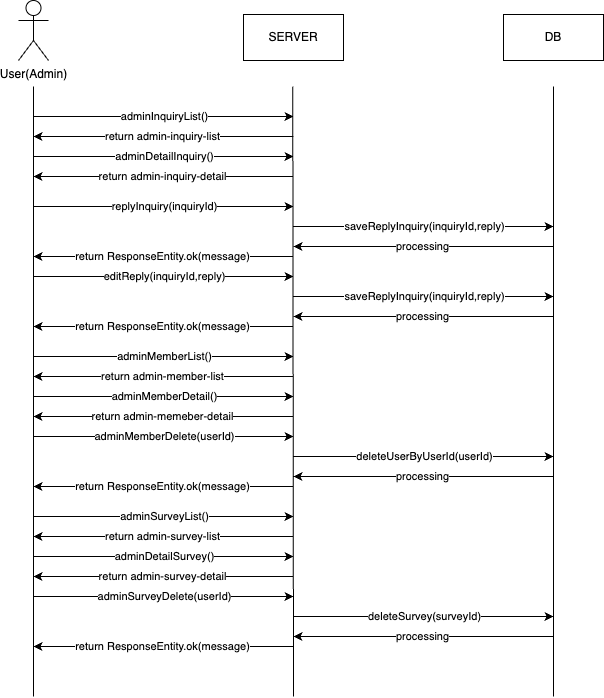 SERVER
DB
User(Admin)
adminInquiryList()
return admin-inquiry-list
adminDetailInquiry()
return admin-inquiry-detail
replyInquiry(inquiryId)
saveReplyInquiry(inquiryId,reply)
processing
return ResponseEntity.ok(message)
editReply(inquiryId,reply)
saveReplyInquiry(inquiryId,reply)
processing
return ResponseEntity.ok(message)
adminMemberList()
return admin-member-list
adminMemberDetail()
return admin-memeber-detail
adminMemberDelete(userId)
deleteUserByUserId(userId)
processing
return ResponseEntity.ok(message)
adminSurveyList()
return admin-survey-list
adminDetailSurvey()
return admin-survey-detail
adminSurveyDelete(userId)
deleteSurvey(surveyId)
processing
return ResponseEntity.ok(message)